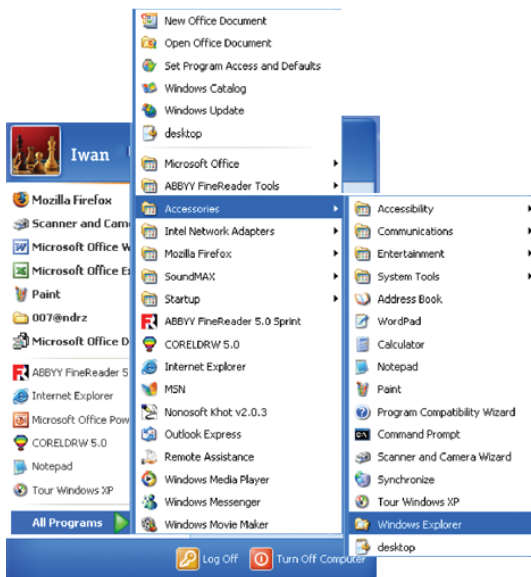 Iwan
Mozilla Firefox
Scanner and Cam
Microsoft Office W
Microsoft Office E
Paint
007@ndrz
Microsoft Office D
ABBYY FineReader 5
Internet Explorer
Microsoft Office Pow
CORELDRW 5.0
Notepad
Tour Windows XP
All Programs
New Office Document
Open Office Document
Set Program Access and Defaults
Windows Catalog
Windows Update
desktop
Microsoft Office
ABBYY FineReader Tools
Accessories
Intel Network Adapters
Mozilla Firefox
SoundMAX
Startup
ABBYY FineReader 5.0 Sprint
CORELDRW 5.0
Internet Explorer
MSN
Nonosoft Khot v2.0.3
Outlook Express
Remote Assistance
Windows Media Player
Windows Messenger
Windows Movie Maker
Accessibility
Communications
Entertainment
System Tools
Address Book
WordPad
Calculator
Notepad
Paint
Program Compatibility Wizard
Command Prompt
Scanner and Camera Wizard
Synchronize
Tour Windows XP
Windows Explorer
desktop
Log Off
Turn Off Computer